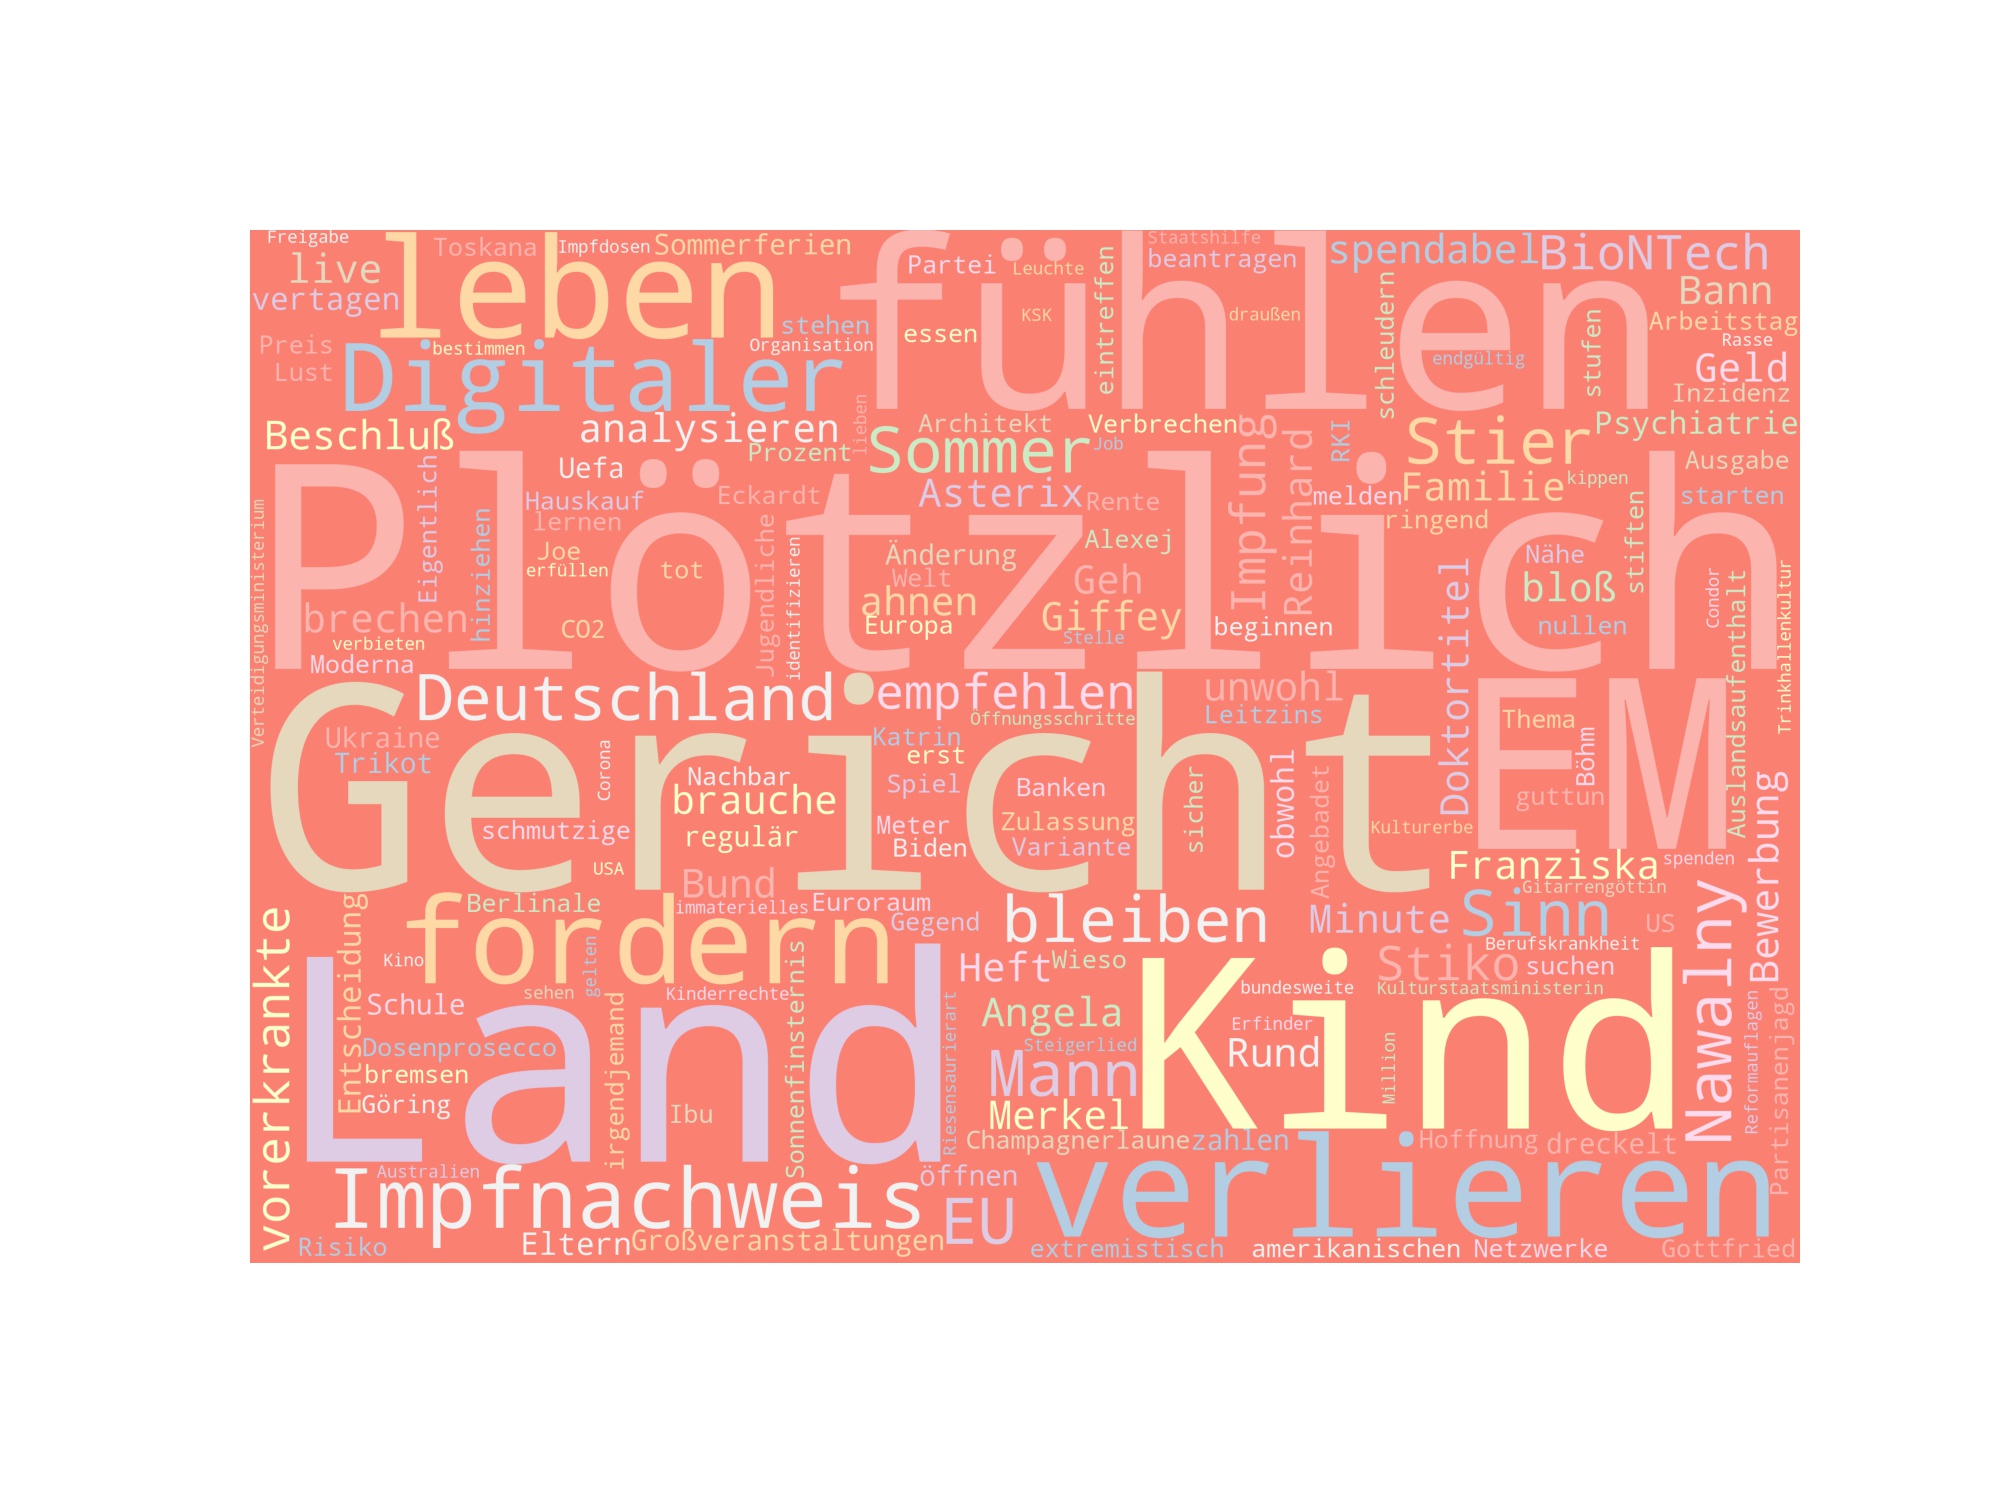 Freigabe
live
vertagen
leben
Toskana
Impfdosen
Sommerferien
fühlen
Partei
Leuchte
Staatshilfe
beantragen
spendabel
BioNTech
Bann
Arbeitstag
Rasse
Geld
Inzidenz
Preis
Lust
Digitaler
bestimmen
stehen
Organisation
essen
KSK
eintreffen
draußen
schleudern
endgültig
stufen
Beschluß
analysieren
lieben
Architekt
Verbrechen
Prozent
Sommer
Job
Impfung
Reinhard
RKI
Stier
Psychiatrie
Ausgabe
Plötzlich
Eigentlich
Uefa
Hauskauf
Eckardt
lernen
Asterix
Rente
melden
Familie
kippen
starten
ringend
stiften
Verteidigungsministerium
hinziehen
Joe
erfüllen
tot
Jugendliche
identifizieren
Änderung
Alexej
Welt
Geh
ahnen
Giffey
Europa
Stelle
beginnen
Nähe
bloß
nullen
Doktortitel
Condor
Auslandsaufenthalt
Trinkhallenkultur
brechen
verbieten
CO2
Moderna
Gericht
Deutschland
empfehlen
unwohl
Öffnungsschritte
Leitzins
EM
Thema
Ukraine
Trikot
Corona
Katrin
erst
Nachbar
brauche
Spiel
Banken
sicher
obwohl
Angebadet
Böhm
guttun
schmutzige
regulär
Meter
Biden
Zulassung
Variante
Kulturerbe
USA
Bund
Franziska
spenden
Bewerbung
Gitarrengöttin
vorerkrankte
Entscheidung
Berlinale
fordern
immaterielles
Euroraum
Gegend
bleiben
Minute
Sinn
US
Nawalny
Berufskrankheit
Kino
gelten
Sonnenfinsternis
Heft
Wieso
Stiko
suchen
Land
Schule
sehen
irgendjemand
Kinderrechte
Riesensaurierart
Angela
Kind
bundesweite
Kulturstaatsministerin
Reformauflagen
Partisanenjagd
Dosenprosecco
bremsen
Göring
Ibu
Steigerlied
Mann
Merkel
Erfinder
Rund
Million
Champagnerlaune
zahlen
Hoffnung
dreckelt
Australien
Impfnachweis
öffnen
EU
verlieren
Risiko
Eltern
Großveranstaltungen
extremistisch
amerikanischen
Netzwerke
Gottfried